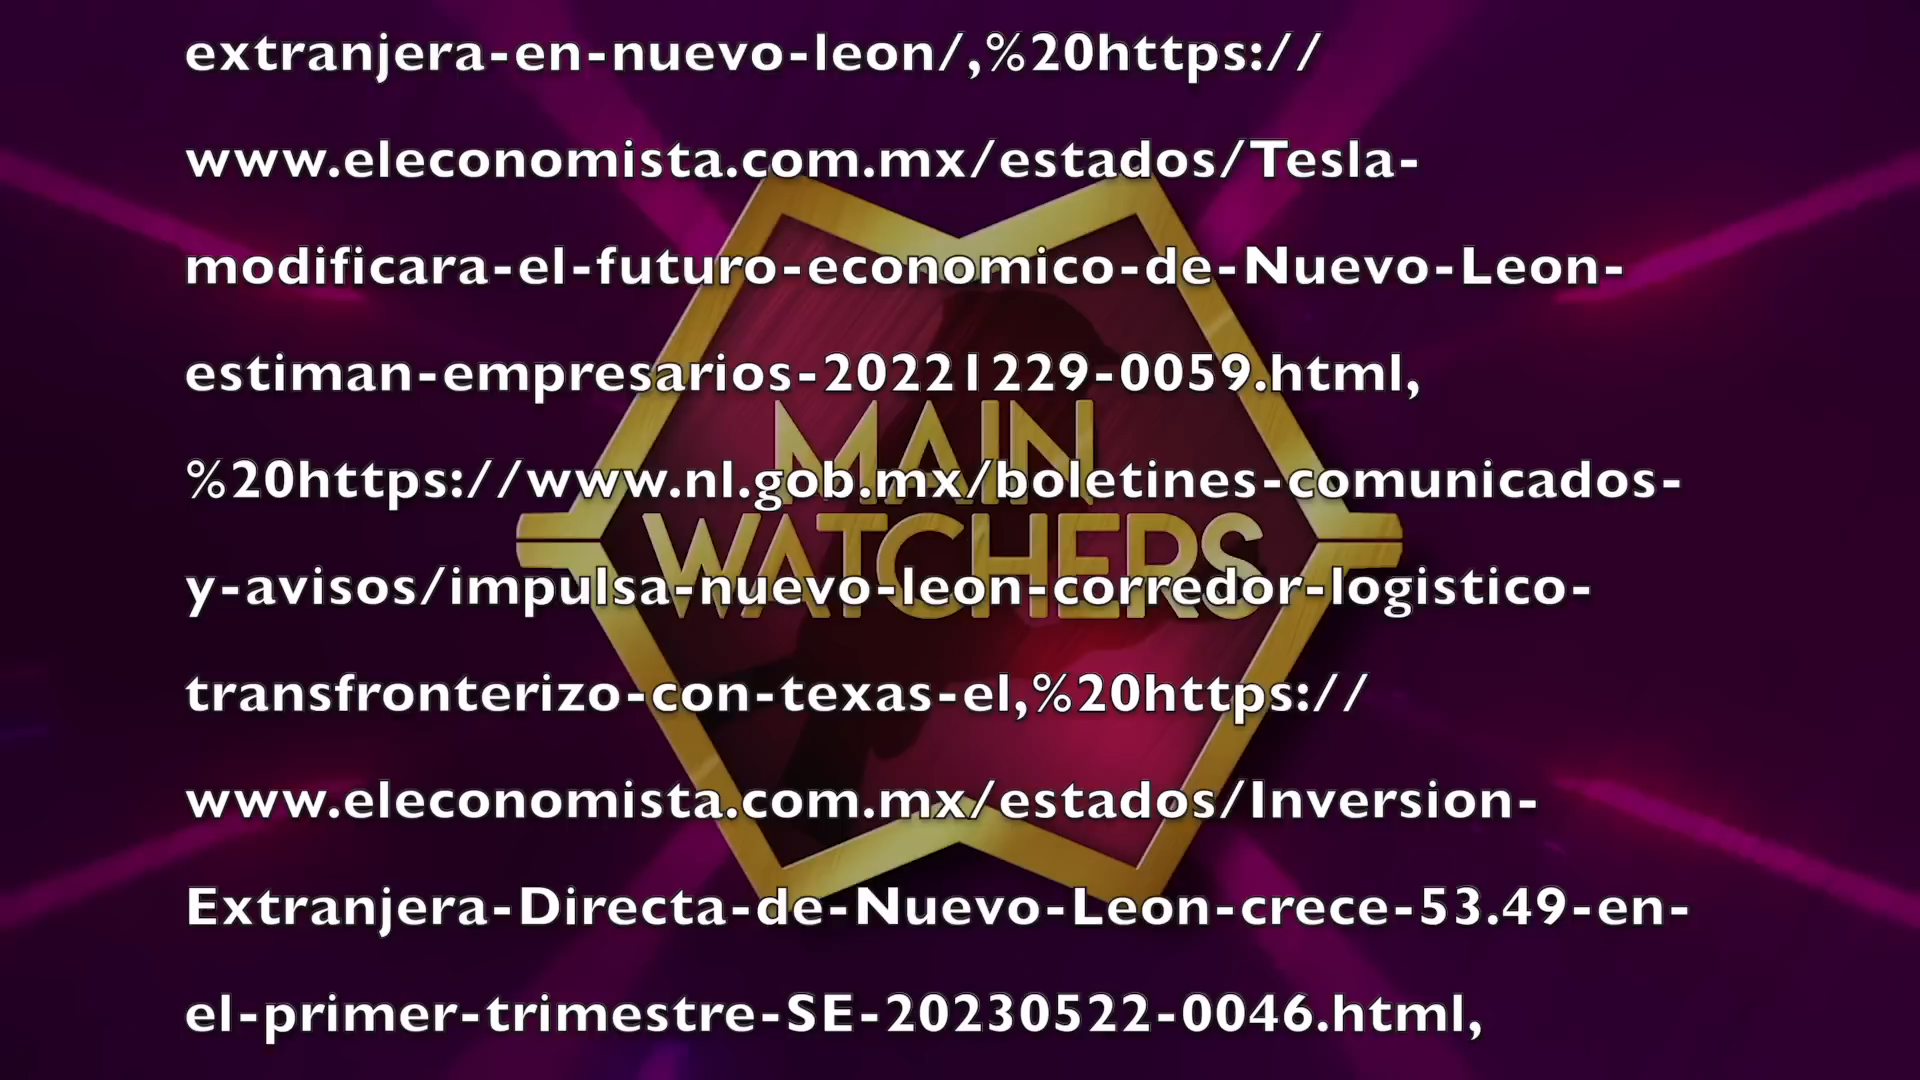 extranjera-en-nuevo-leon/,%20https://
www.eleconomista.com.mx/estados/Tesla-
modificara-el-futuro-economico-de-Nuevo-Leon-
estiman-empresarios-20221229-0059.html,
MAIN
%20https://www.nl.gob.mx/boletines-comunicados-
WATCHERS
y-avisos/impulsa-nuevo-leon-corredor-logistico-
transfronterizo-con-texas-el,%20https://
www.eleconomista.com.mx/estados/Inversion-
Extranjera-Directa-de-Nuevo-Leon-crece-53.49-en-
el-primer-trimestre-SE-20230522-0046.html,